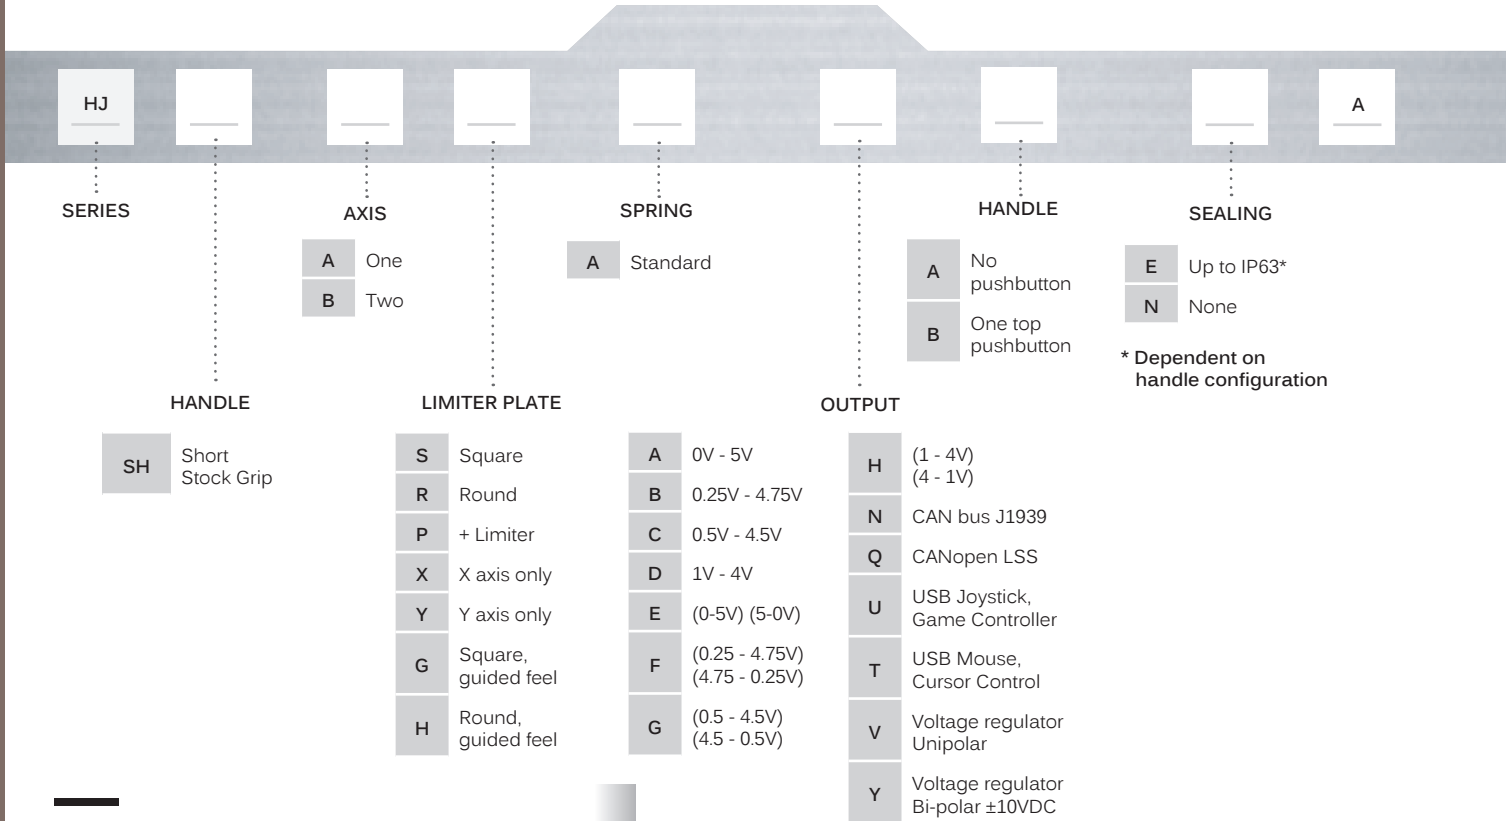 HJ
A
SERIES
AXIS
A One
B Two
SPRING
A Standard
HANDLE
A No
pushbutton
B One top
pushbutton
SEALING
E Up to IP63*
N None
* Dependent on
handle configuration
HANDLE
SH Short
Stock Grip
LIMITER PLATE
S Square
R Round
P + Limiter
X X axis only
Y Y axis only
G Square,
guided feel
H Round,
guided feel
OUTPUT
A 0V - 5V
B 0.25V - 4.75V
C 0.5V - 4.5V
D 1V - 4V
E (0-5V) (5-0V)
F (0.25 - 4.75V)
(4.75 - 0.25V)
G (0.5 - 4.5V)
(4.5 - 0.5V)
H (1 - 4V)
(4 - 1V)
N CAN bus J1939
Q CANopen LSS
U USB Joystick,
Game Controller
T USB Mouse,
Cursor Control
V Voltage regulator
Unipolar
Y Voltage regulator
Bi-polar ±10VDC